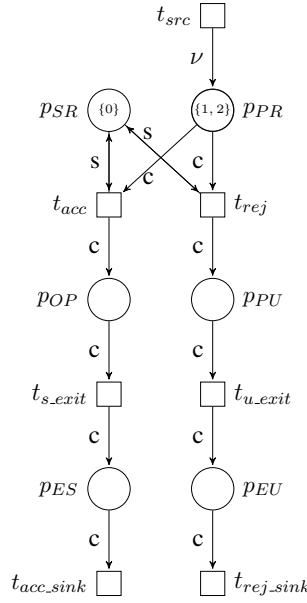 t_src
ν
p_SR {0} {1, 2} p_PR
s s c c
t_acc t_rej
c c
p_OP p_PU
c c
t_s_exit t_u_exit
c c
p_ES p_EU
c c
t_acc_sink t_rej_sink